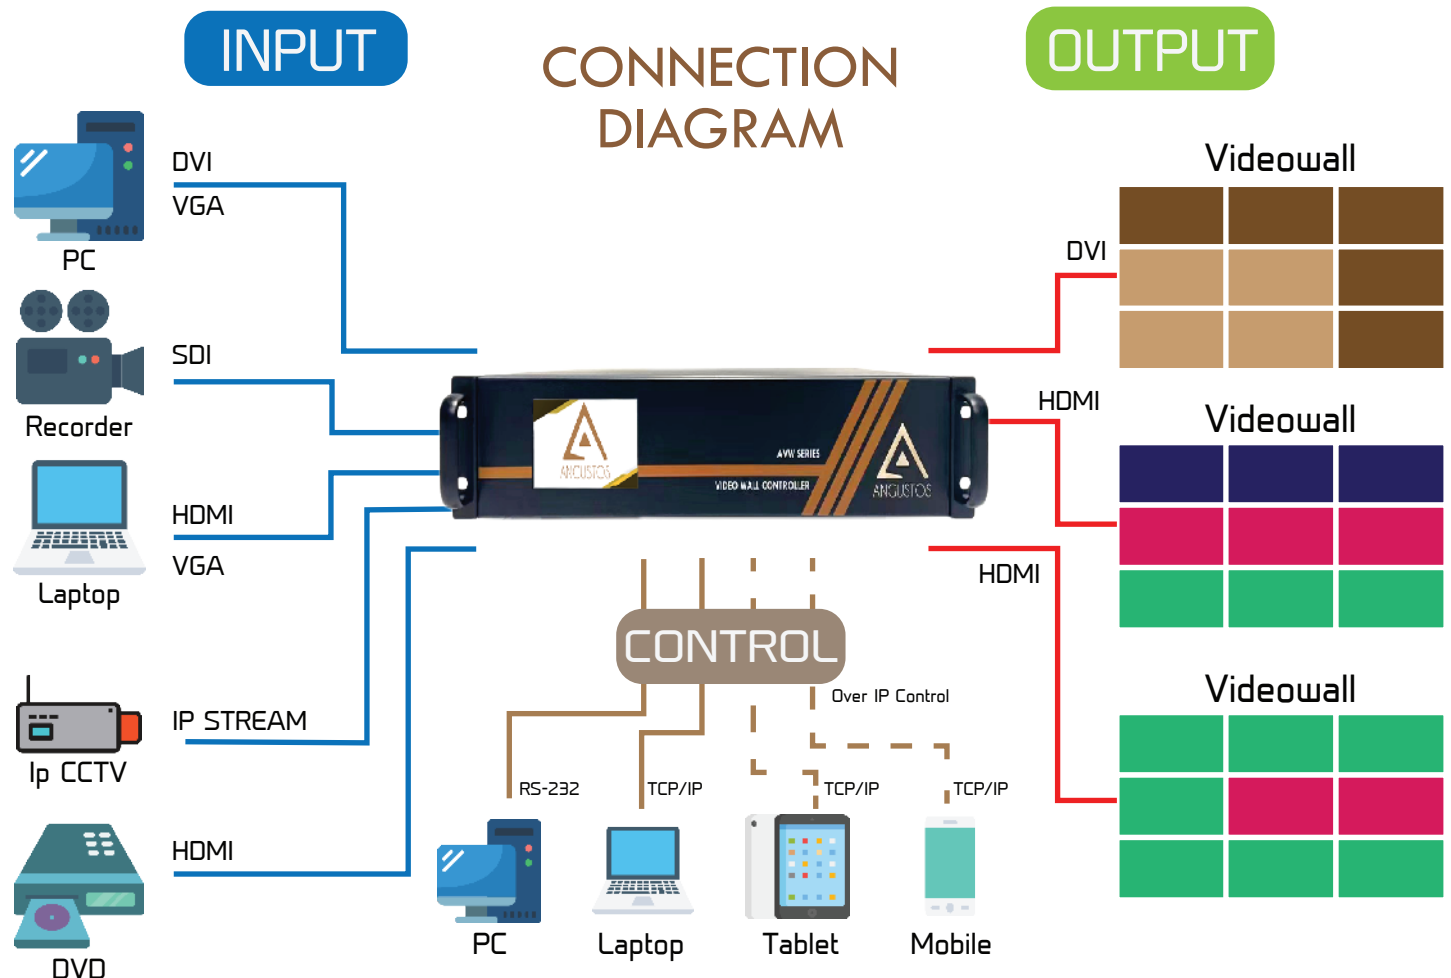 INPUT
CONNECTION
DIAGRAM
OUTPUT
DVI
VGA
PC
SDI
Recorder
HDMI
VGA
Laptop
IP STREAM
Ip CCTV
HDMI
DVD
ANGUSTOS
AVW SERIES
VIDEO WALL CONTROLLER
ANGUSTOS
CONTROL
Over IP Control
RS-232
TCP/IP
TCP/IP
TCP/IP
PC
Laptop
Tablet
Mobile
Videowall
DVI
HDMI
Videowall
HDMI
Videowall